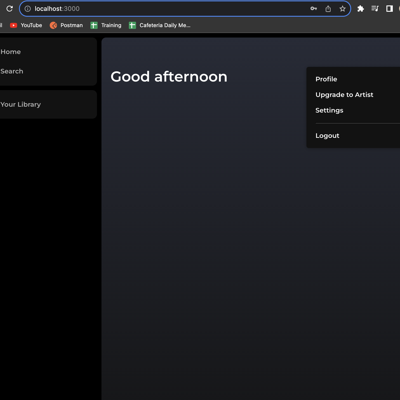 localhost:3000
YouTube
Postman
Training
Cafeteria Daily Me...
Home
Search
Your Library
Good afternoon
Profile
Upgrade to Artist
Settings
Logout